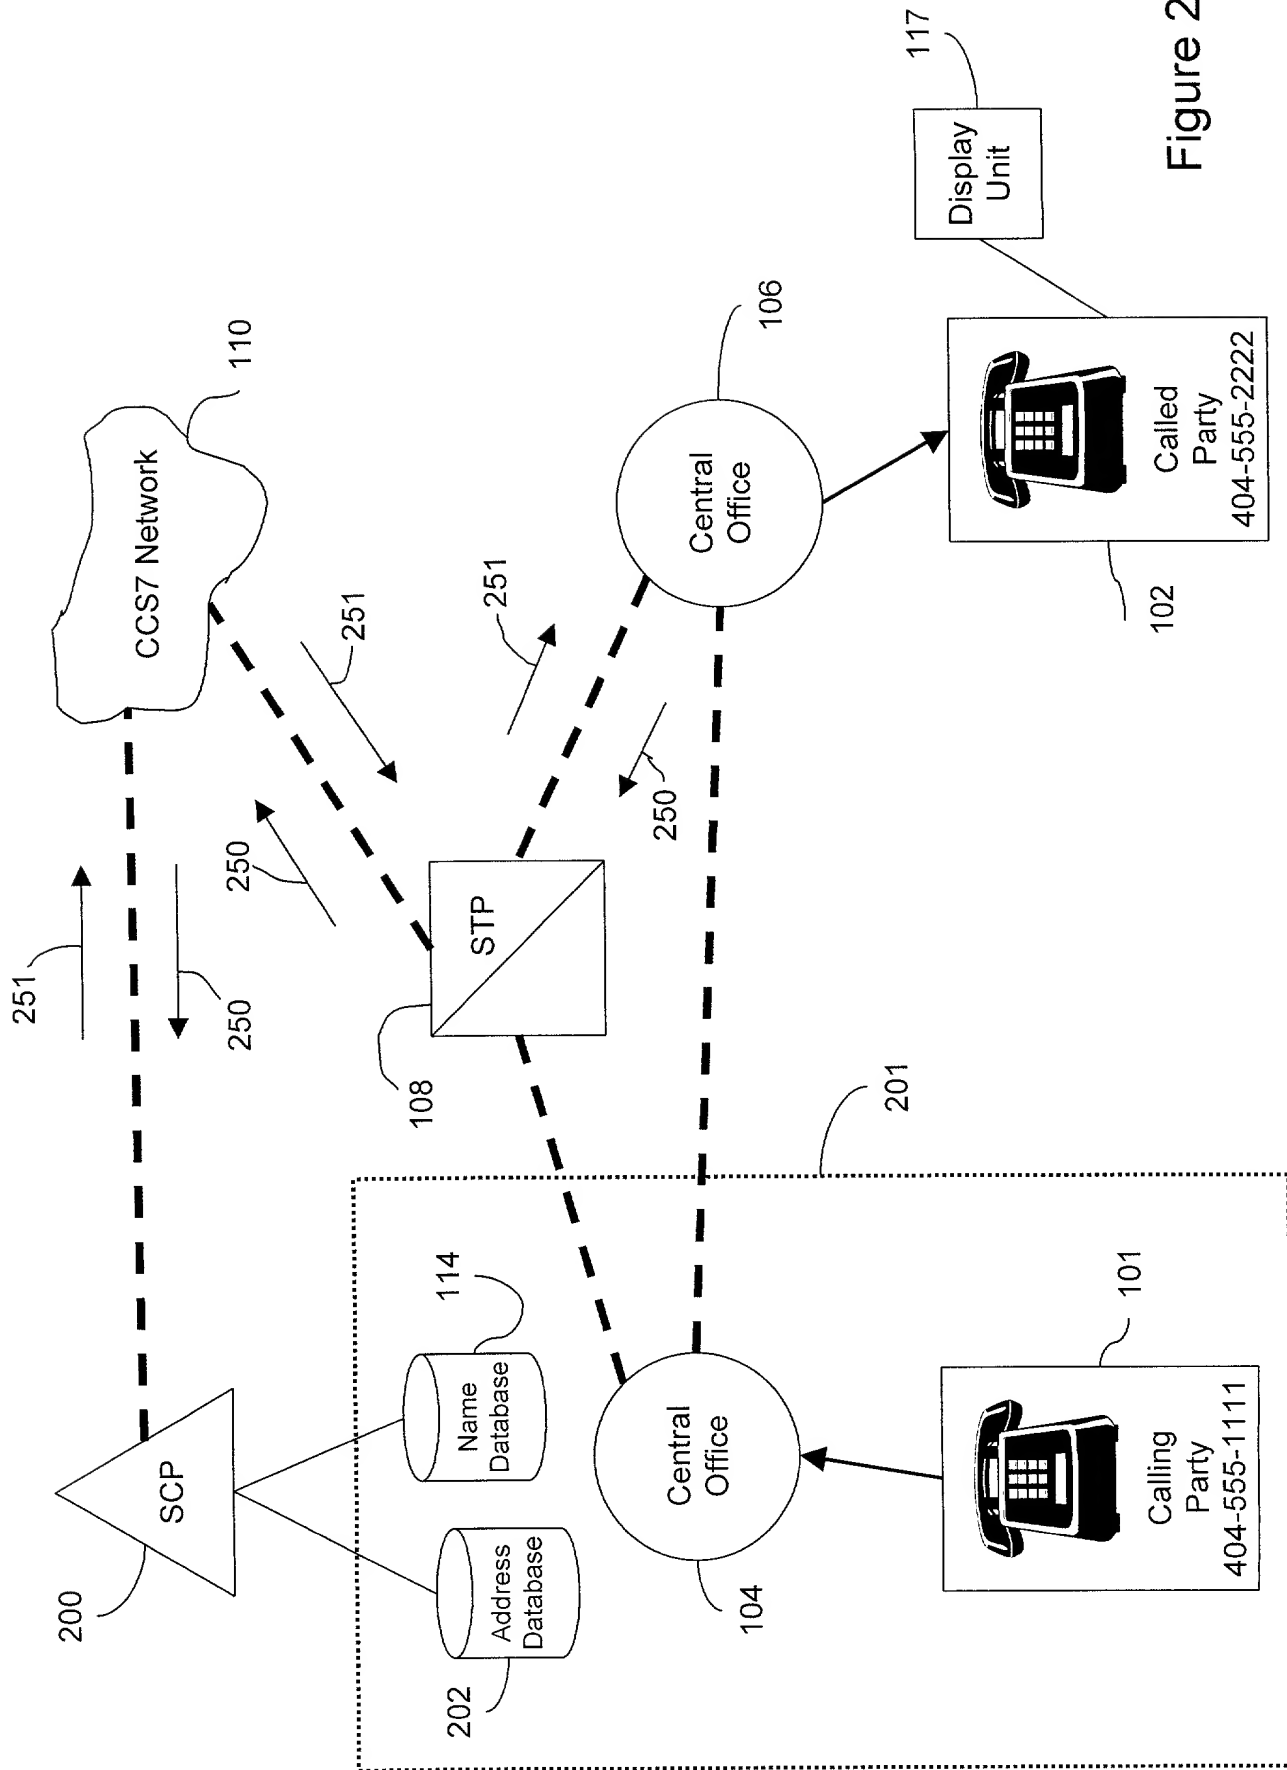 251
250
SCP
200
CCS7 Network
110
250
251
STP
108
251
250
Name
Database
114
Address
Database
202
201
Central
Office
104
Central
Office
106
Calling
Party
404-555-1111
101
Called
Party
404-555-2222
102
Display
Unit
117
Figure 2